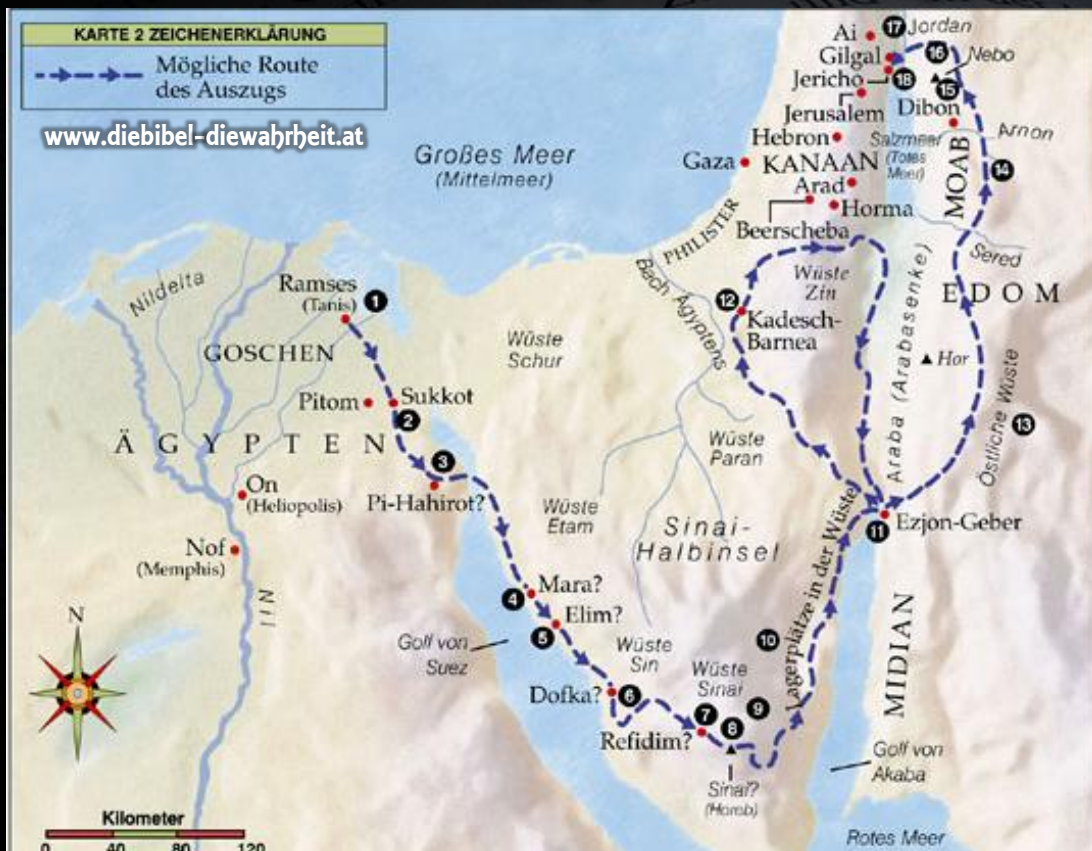 KARTE 2 ZEICHENERKLÄRUNG
Mögliche Route
des Auszugs
www.diebibel-diewahrheit.at
Großes Meer
(Mittelmeer)
Ai
17
Jordan
Gilgal
16
Nebo
Jericho
18
15
Jerusalem
Dibon
Hebron
Salzmeer
(Totes
Meer)
Arnon
Gaza
KANAAN
MOAB
14
Arad
Horma
Beerscheba
PHILISTER
Sered
Bach Ägyptens
Wüste
Zin
EDOM
Nildelta
Ramses
(Tanis)
1
12
Kadesch-
Barnea
Araba (Arabasenke)
GOSCHEN
Wüste
Schur
Hor
Östliche Wüste
13
Pitom
Sukkot
2
ÄGYPTEN
3
Wüste
Paran
On
(Heliopolis)
Pi-Hahirot?
Wüste
Etam
Sinai-
Halbinsel
Lagerplätze in der Wüste
11
Ezjon-Geber
Nof
(Memphis)
Nil
N
4
Mara?
5
Elim?
Golf von
Suez
Wüste
Sin
10
MIDIAN
Wüste
Sinai
Dofka?
6
7
8
9
Refidim?
Sinai?
(Horeb)
Golf von
Akaba
Kilometer
0 40 80 120
Rotes Meer